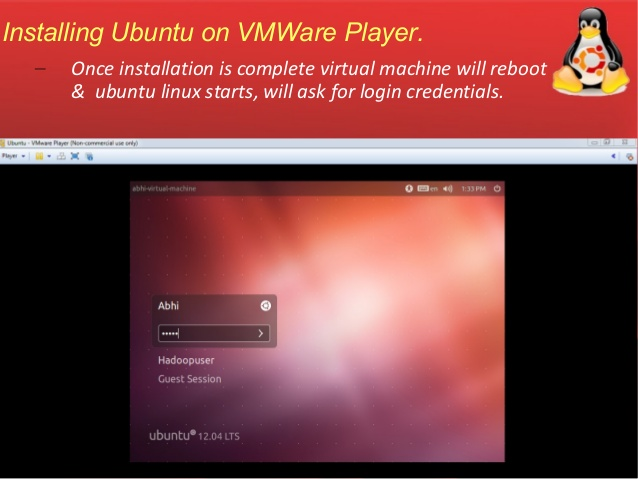 Installing Ubuntu on VMWare Player.
– Once installation is complete virtual machine will reboot
& ubuntu linux starts, will ask for login credentials.
Ubuntu - VMware Player (Non-commercial use only)
Player
abhi-virtual-machine en 1:33 PM
Abhi
•••••
Hadoopuser
Guest Session
ubuntu 12.04 LTS